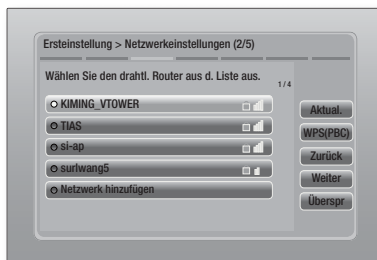 Ersteinstellung > Netzwerkeinstellungen (2/5)
Wählen Sie den drahtl. Router aus d. Liste aus.
1/4
KIMING_VTOWER
TIAS
si-ap
surlwang5
Netzwerk hinzufügen
Aktual.
WPS(PBC)
Zurück
Weiter
Überspr